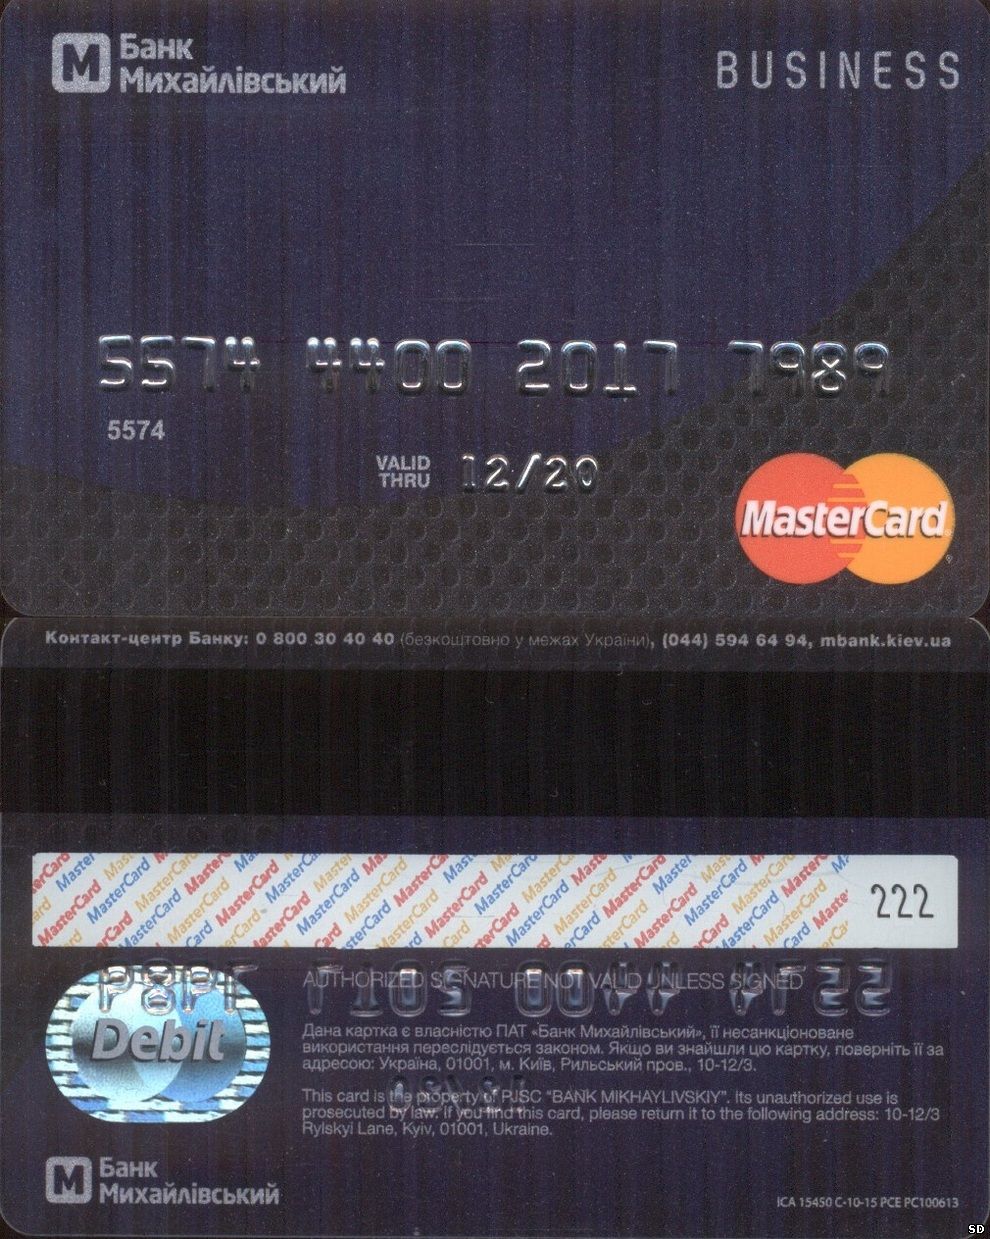 Банк
Михайлівський
BUSINESS
5574 4400 2017 7989
5574
VALID
THRU
12/20
MasterCard
Контакт-центр Банку: 0 800 30 40 40 (безкоштовно у межах України), (044) 594 64 94, mbank.kiev.ua
222
AUTHORIZED SIGNATURE NOT VALID UNLESS SIGNED
Debit
Дана картка є власністю ПАТ «Банк Михайлівський», її несанкціоноване
використання переслідується законом. Якщо ви знайшли цю картку, поверніть її за
адресою: Україна, 01001, м. Київ, Рильський пров., 10-12/3.
This card is the property of PJSC "BANK MIKHAYLIVSKIY". Its unauthorized use is
prosecuted by law. If you find this card, please return it to the following address: 10-12/3
Rylskyi Lane, Kyiv, 01001, Ukraine.
Банк
Михайлівський
ICA 15450 C-10-15 PCE PC100613
SD